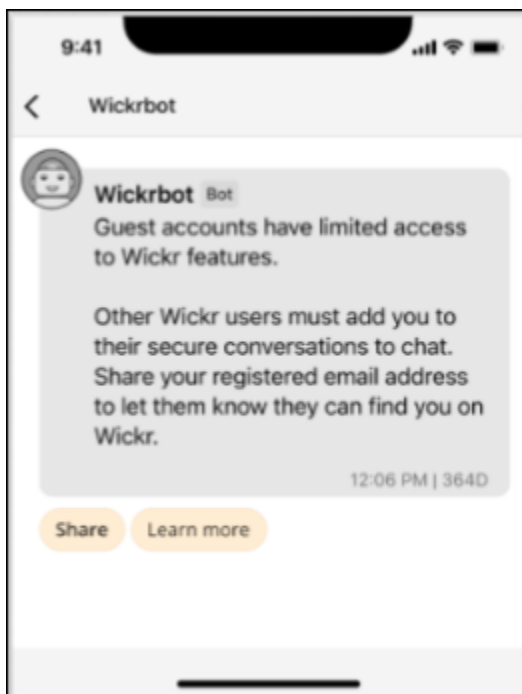 9:41
Wickrbot
Wickrbot Bot
Guest accounts have limited access
to Wickr features.
Other Wickr users must add you to
their secure conversations to chat.
Share your registered email address
to let them know they can find you on
Wickr.
12:06 PM | 364D
Share Learn more